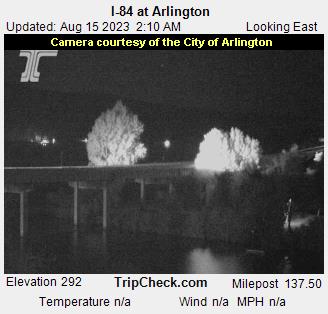 I-84 at Arlington
Updated: Aug 15 2023 2:10 AM Looking East
Camera courtesy of the City of Arlington
Elevation 292 TripCheck.com Milepost 137.50
Temperature n/a Wind n/a MPH n/a